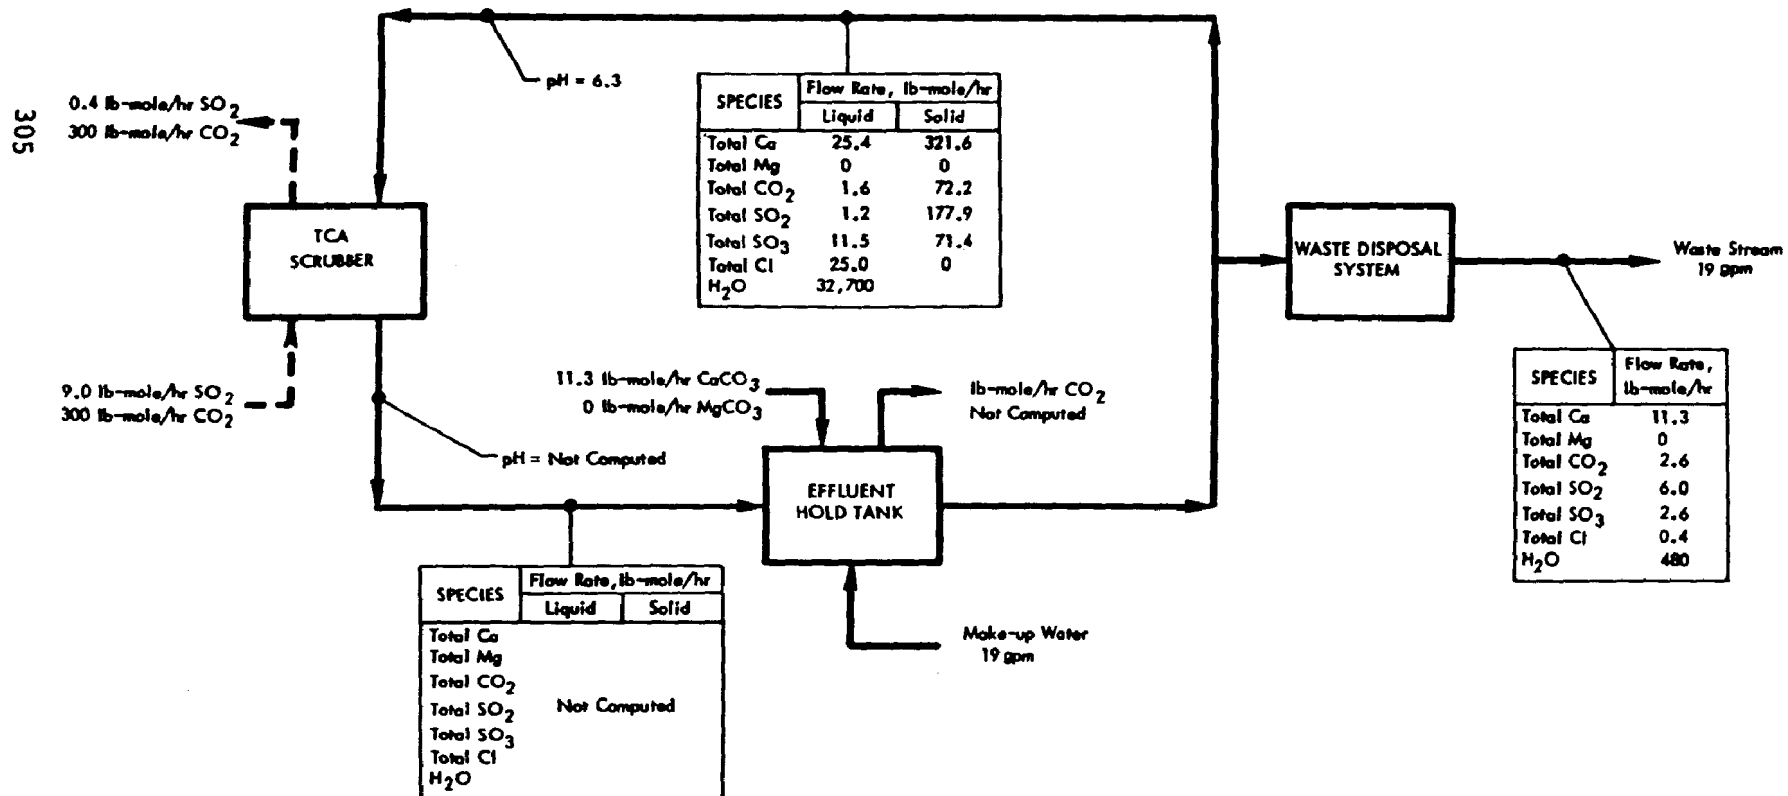 305
pH = 6.3
0.4 lb-mole/hr SO2
300 lb-mole/hr CO2
TCA
SCRUBBER
9.0 lb-mole/hr SO2
300 lb-mole/hr CO2
SPECIES Flow Rate, lb-mole/hr
Liquid Solid
Total Ca 25.4 321.6
Total Mg 0 0
Total CO2 1.6 72.2
Total SO2 1.2 177.9
Total SO3 11.5 71.4
Total Cl 25.0 0
H2O 32,700
WASTE DISPOSAL
SYSTEM
Waste Stream
19 gpm
SPECIES Flow Rate,
lb-mole/hr
Total Ca 11.3
Total Mg 0
Total CO2 2.6
Total SO2 6.0
Total SO3 2.6
Total Cl 0.4
H2O 480
11.3 lb-mole/hr CaCO3
0 lb-mole/hr MgCO3
lb-mole/hr CO2
Not Computed
pH = Not Computed
EFFLUENT
HOLD TANK
Make-up Water
19 gpm
SPECIES Flow Rate, lb-mole/hr
Liquid Solid
Total Ca
Total Mg
Total CO2
Total SO2 Not Computed
Total SO3
Total Cl
H2O